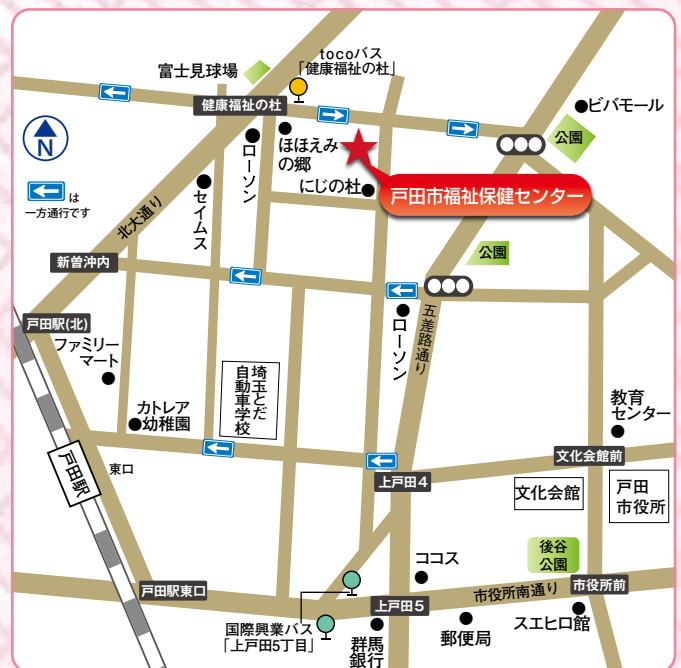 tocoバス
「健康福祉の杜」
富士見球場
健康福祉の杜
ビバモール
公園
N
ほほえみ
の郷
ローソン
にじの杜
戸田市福祉保健センター
は
一方通行です
セイムス
北大通り
公園
新曽沖内
戸田駅(北)
五差路通り
ローソン
ファミリー
マート
埼玉とだ
自動車学校
カトレア
幼稚園
教育
センター
戸田駅
東口
文化会館前
上戸田4
文化会館
戸田
市役所
後谷
公園
ココス
戸田駅東口
市役所南通り
市役所前
上戸田5
国際興業バス
「上戸田5丁目」
群馬
銀行
郵便局
スエヒロ館